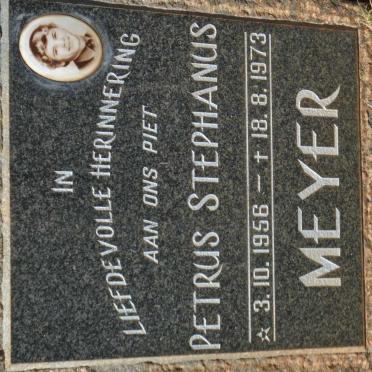 IN
LIEFDEVOLLE HERINNERING
AAN ONS PIET
PETRUS STEPHANUS
☆ 3.10.1956 — † 18.8.1973
MEYER